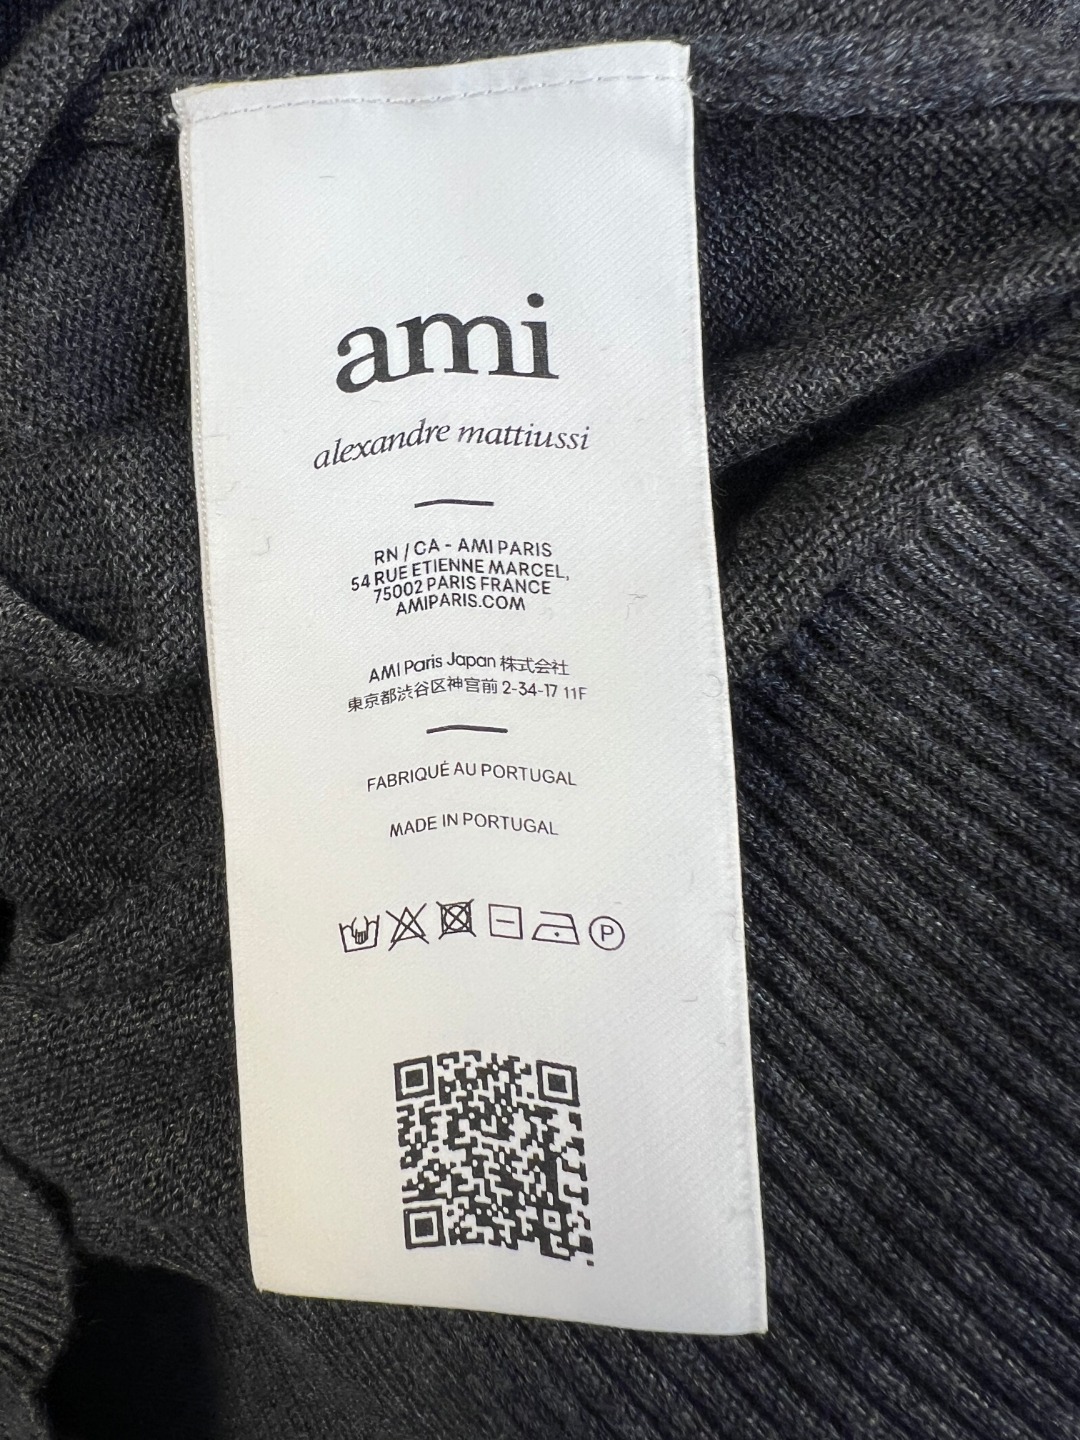 ami
alexandre mattiussi
RN / CA - AMI PARIS
54 RUE ETIENNE MARCEL,
75002 PARIS FRANCE
AMIPARIS.COM
AMI Paris Japan 株式会社
東京都渋谷区神宮前 2-34-17 11F
FABRIQUÉ AU PORTUGAL
MADE IN PORTUGAL
P